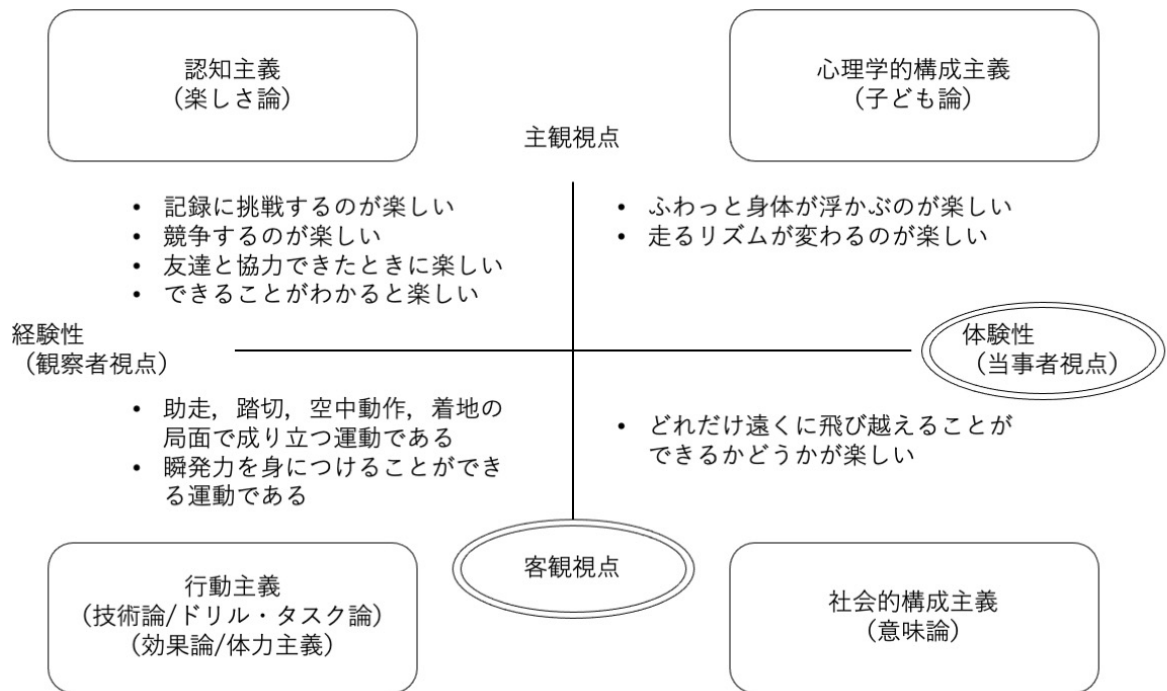 認知主義
(楽しさ論)
心理学的構成主義
(子ども論)
主観視点
• 記録に挑戦するのが楽しい
• 競争するのが楽しい
• 友達と協力できたときに楽しい
• できることがわかると楽しい
• ふわっと身体が浮かぶのが楽しい
• 走るリズムが変わるのが楽しい
経験性
（観察者視点）
体験性
（当事者視点）
• 助走，踏切，空中動作，着地の
局面で成り立つ運動である
• 瞬発力を身につけることができ
る運動である
• どれだけ遠くに飛び越えることが
できるかどうかが楽しい
客観視点
行動主義
(技術論/ドリル・タスク論)
(効果論/体力主義)
社会的構成主義
(意味論)